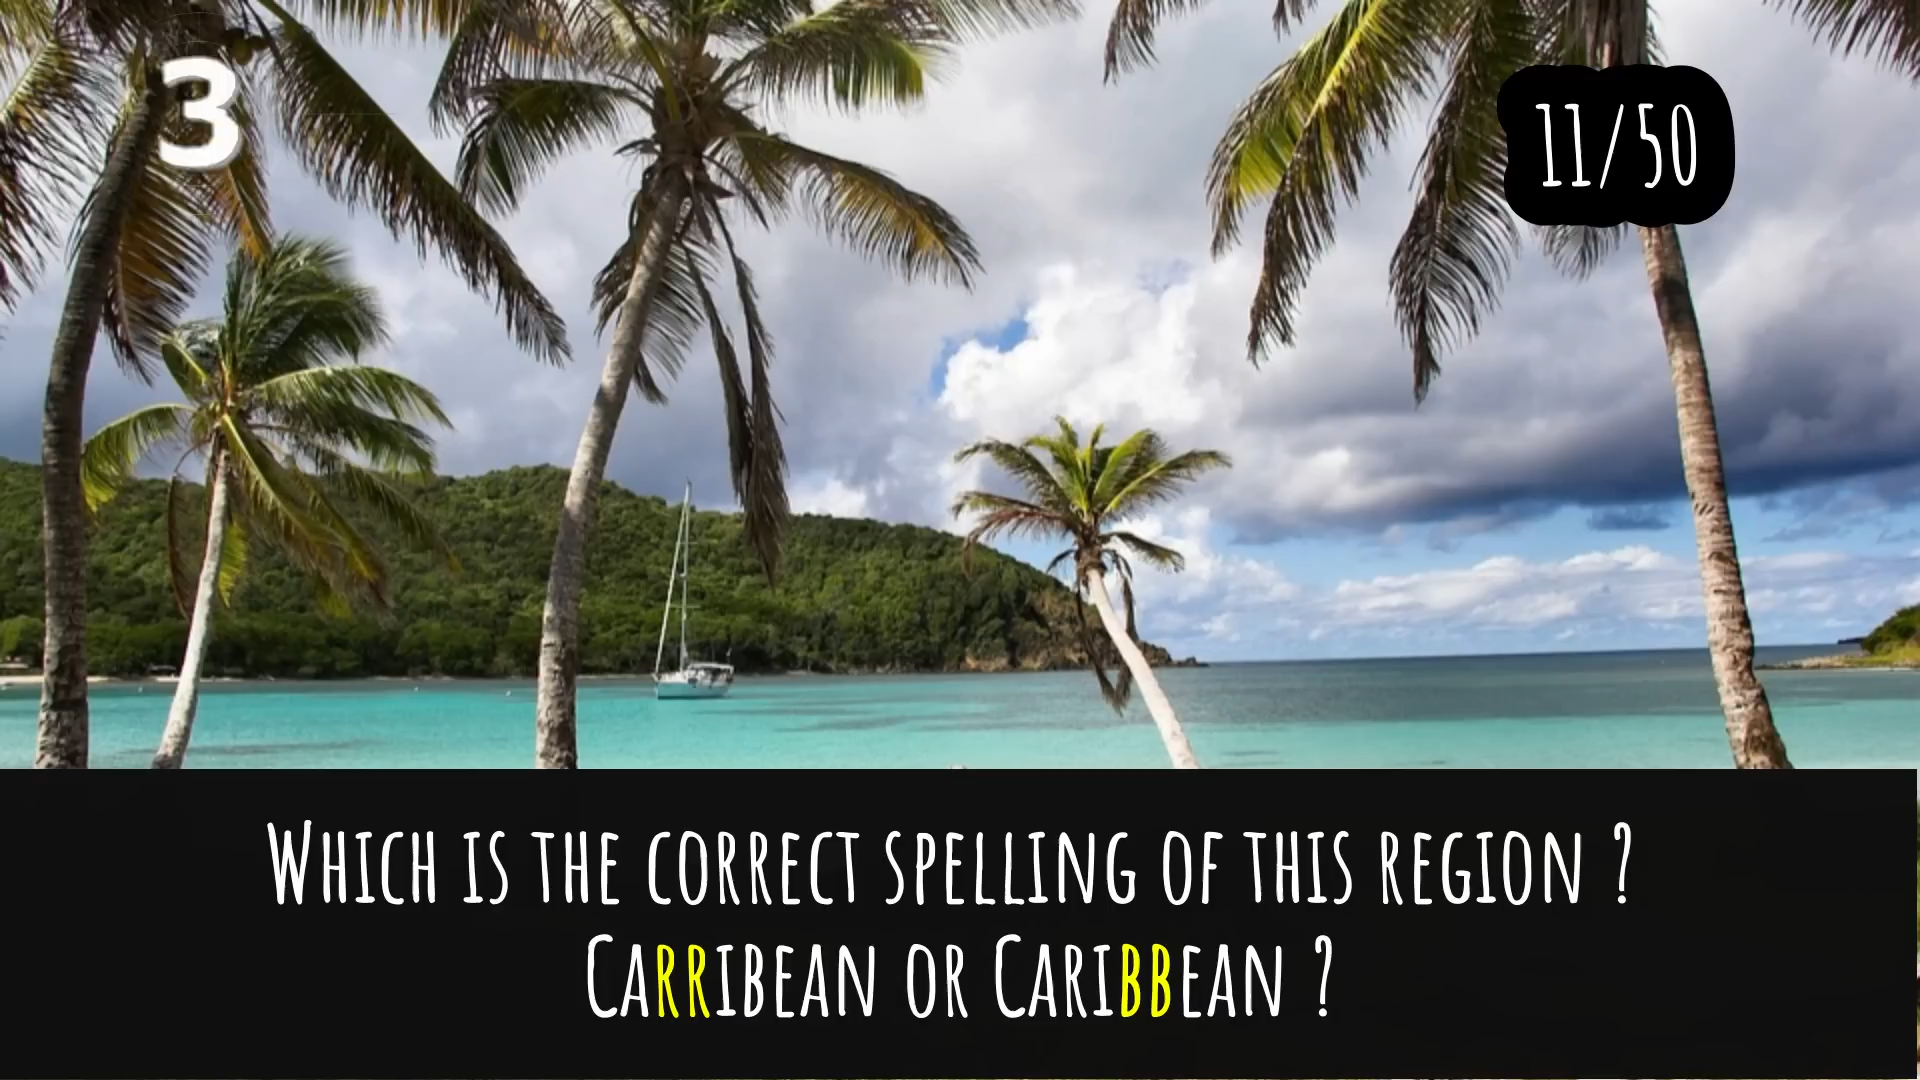 3
11/50
Which is the correct spelling of this region ?
Carribean or Caribbean ?